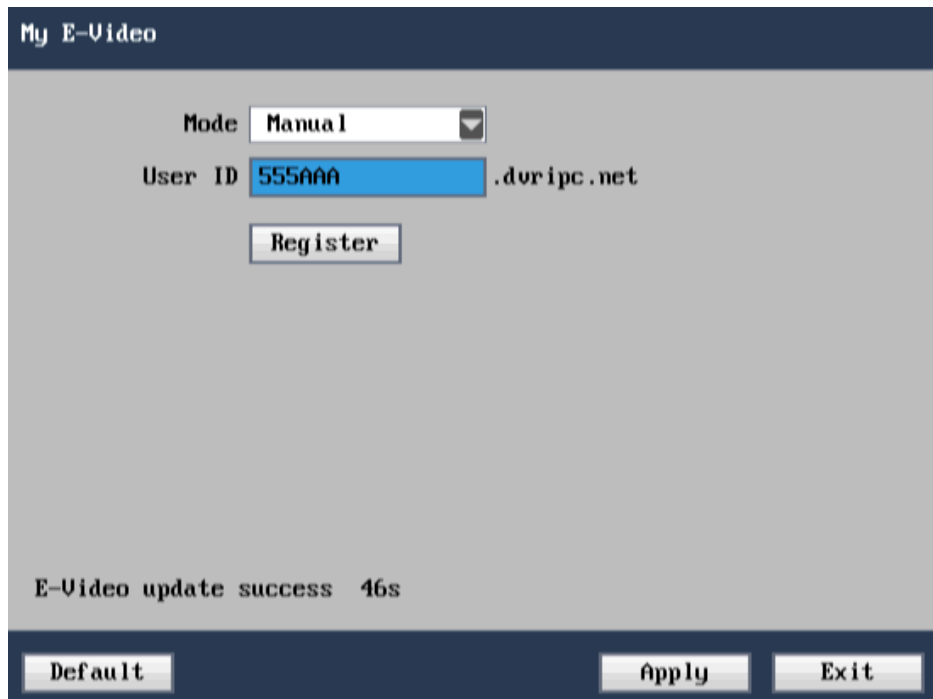 My E-Video
Mode Manual
User ID 555AAA .dvripc.net
Register
E-Video update success 46s
Default Apply Exit